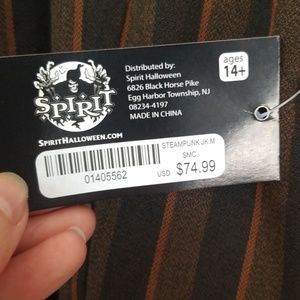 SPIRIT
SPIRITHALLOWEEN.COM
Distributed by:
Spirit Halloween
6826 Black Horse Pike
Egg Harbor Township, NJ
08234-4197
MADE IN CHINA
ages
14+
STEAMPUNK JK M
SMC.
01405562
USD $74.99